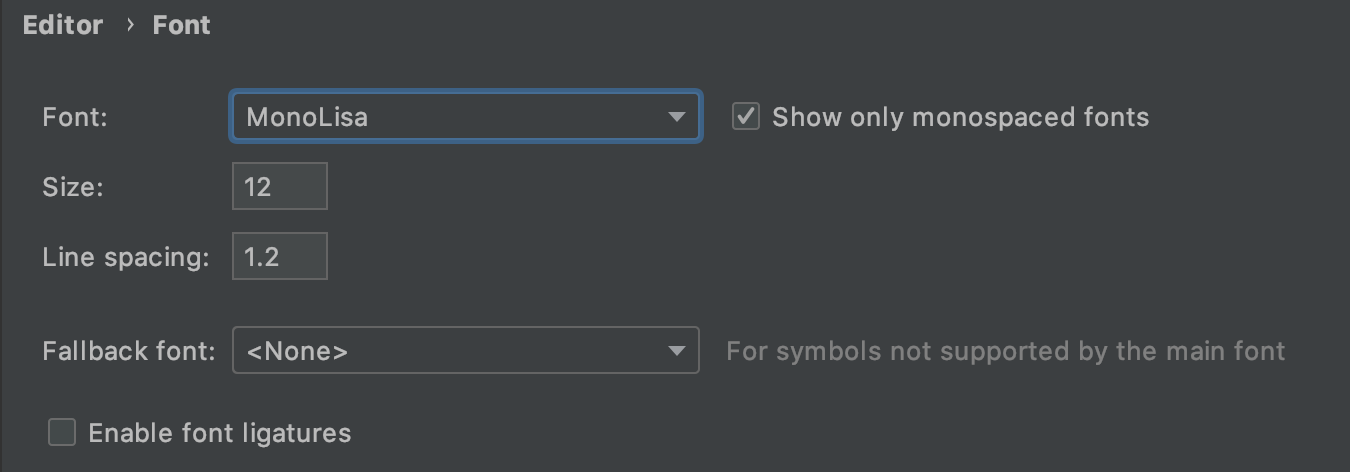 Editor › Font
Font: MonoLisa Show only monospaced fonts
Size: 12
Line spacing: 1.2
Fallback font: <None> For symbols not supported by the main font
Enable font ligatures